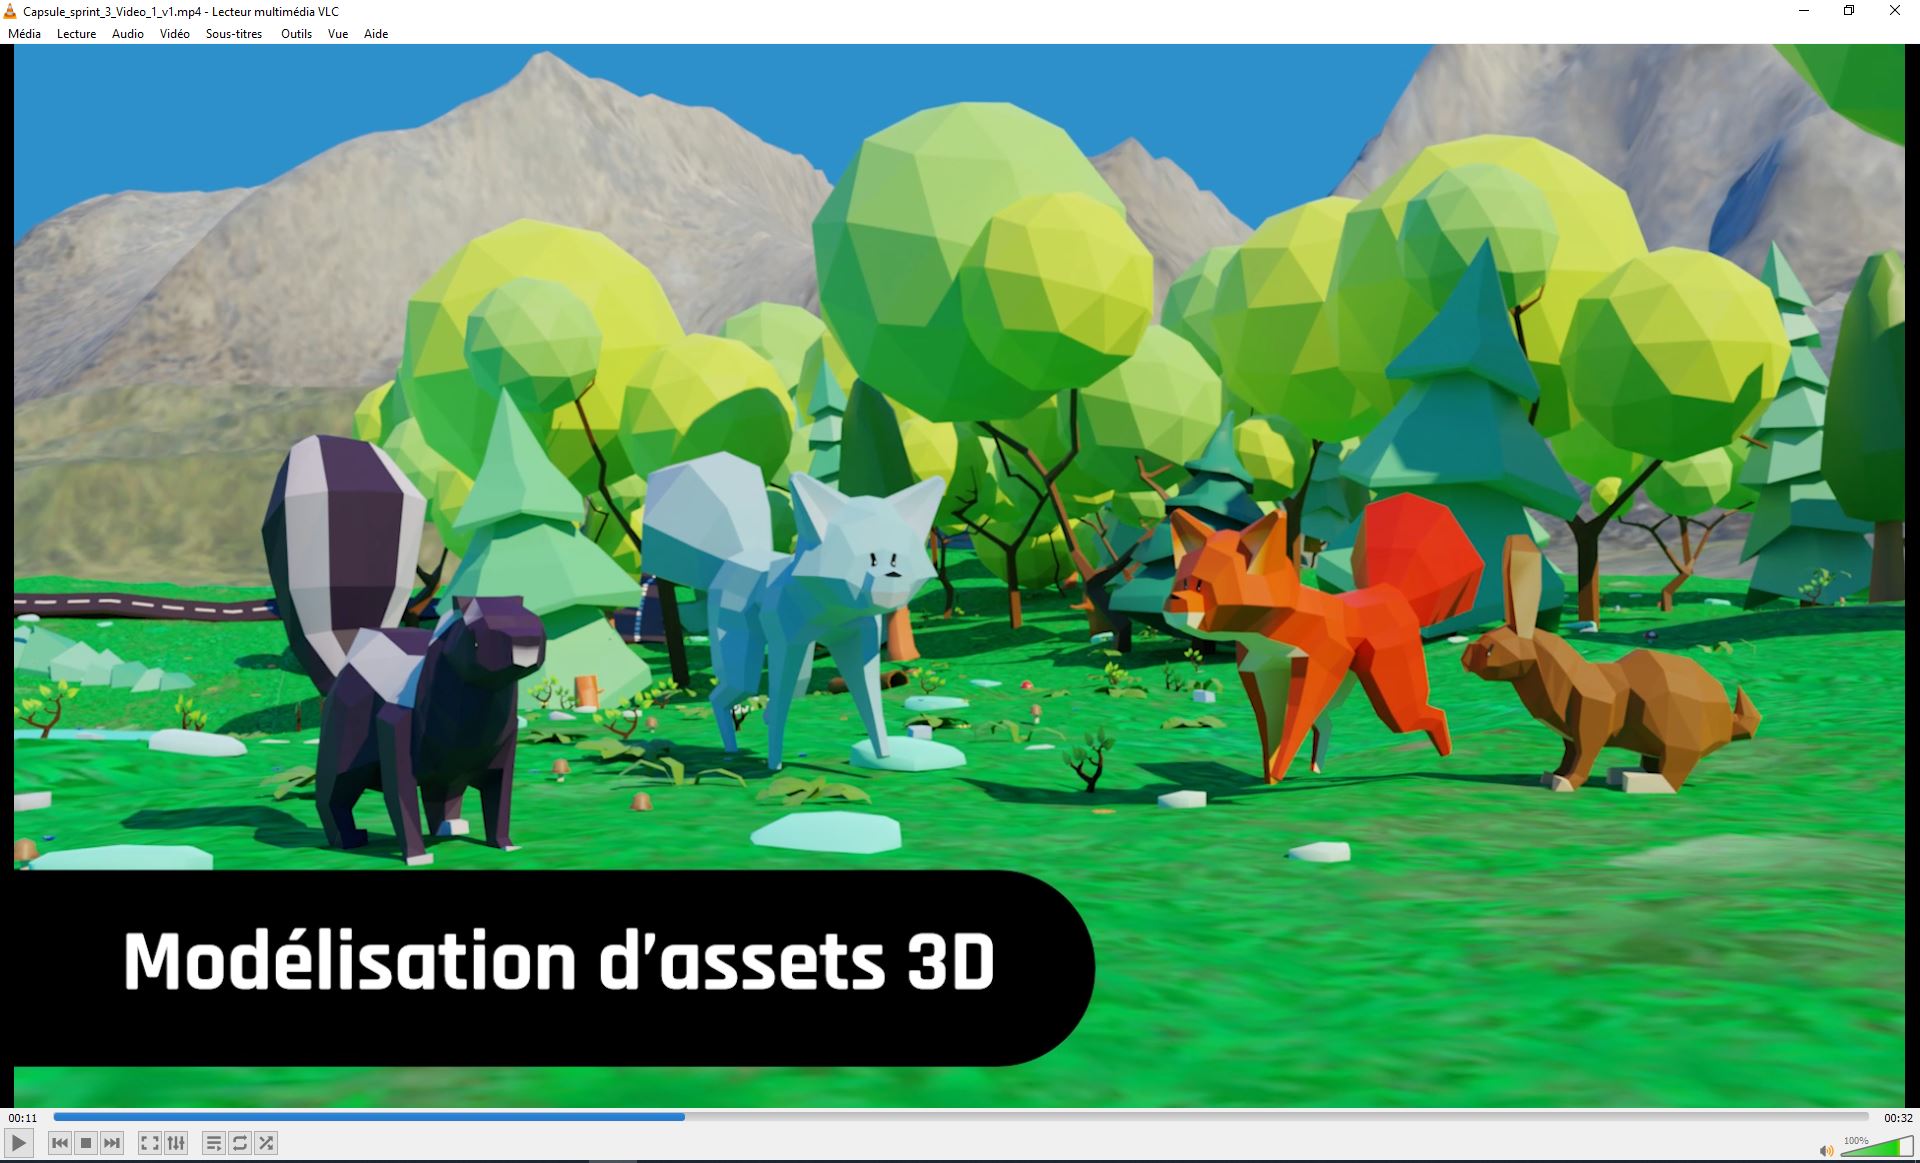 Capsule_sprint_3_Video_1_v1.mp4 - Lecteur multimédia VLC
Média Lecture Audio Vidéo Sous-titres Outils Vue Aide
Modélisation d'assets 3D
00:11 00:32
100%